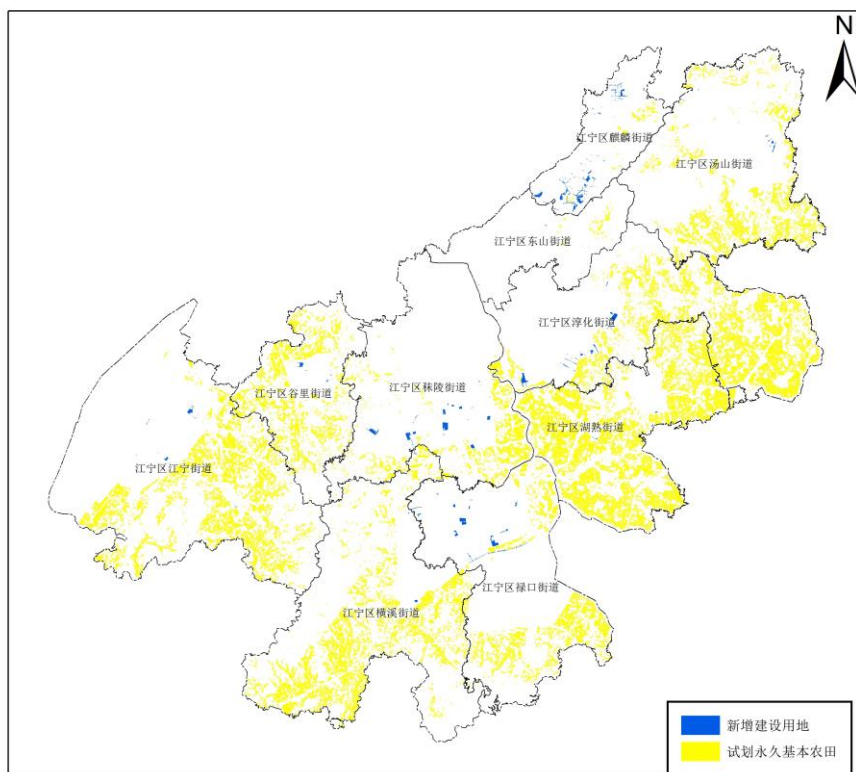 N
江宁区麒麟街道
江宁区汤山街道
江宁区东山街道
江宁区淳化街道
江宁区谷里街道
江宁区秣陵街道
江宁区湖熟街道
江宁区江宁街道
江宁区禄口街道
江宁区横溪街道
新增建设用地
试划永久基本农田